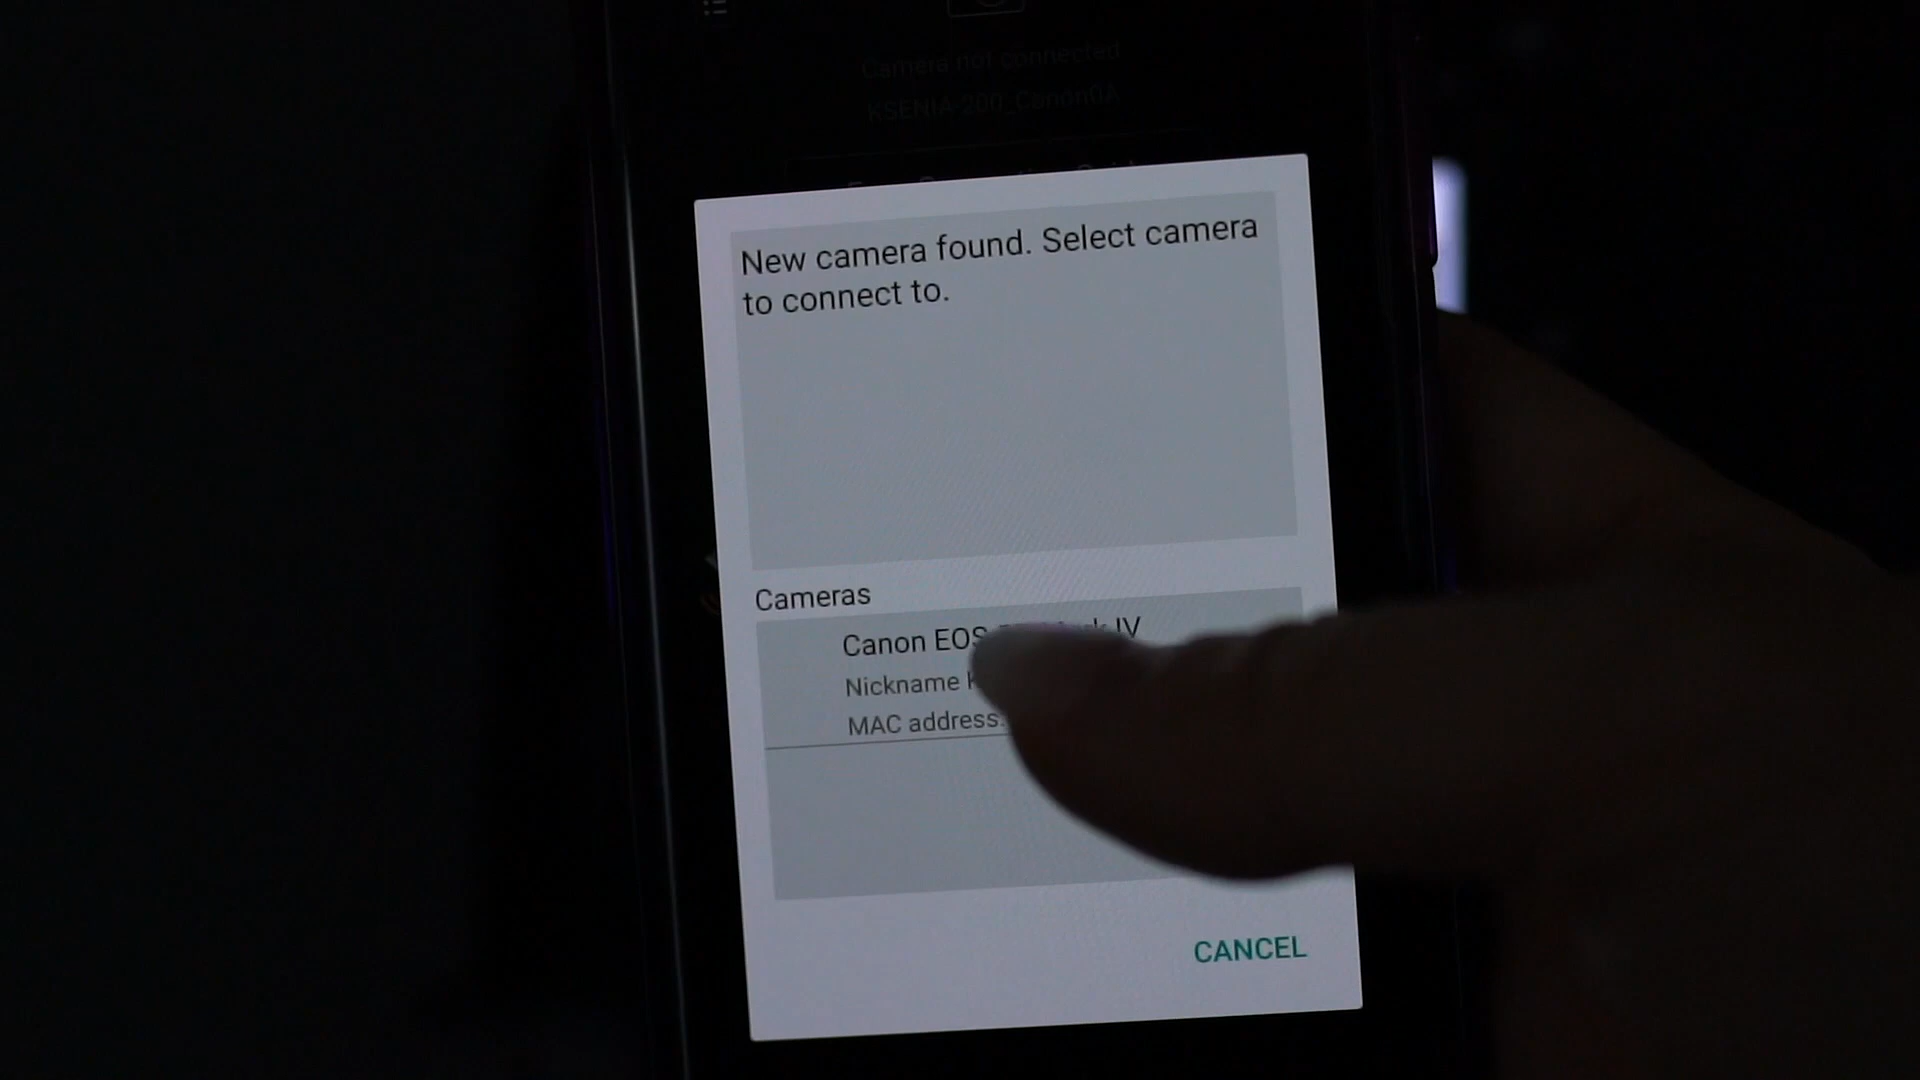 Camera not connected
KSENIA-200_Canon0A
New camera found. Select camera
to connect to.
Cameras
Canon EOS IV
Nickname
MAC address:
CANCEL